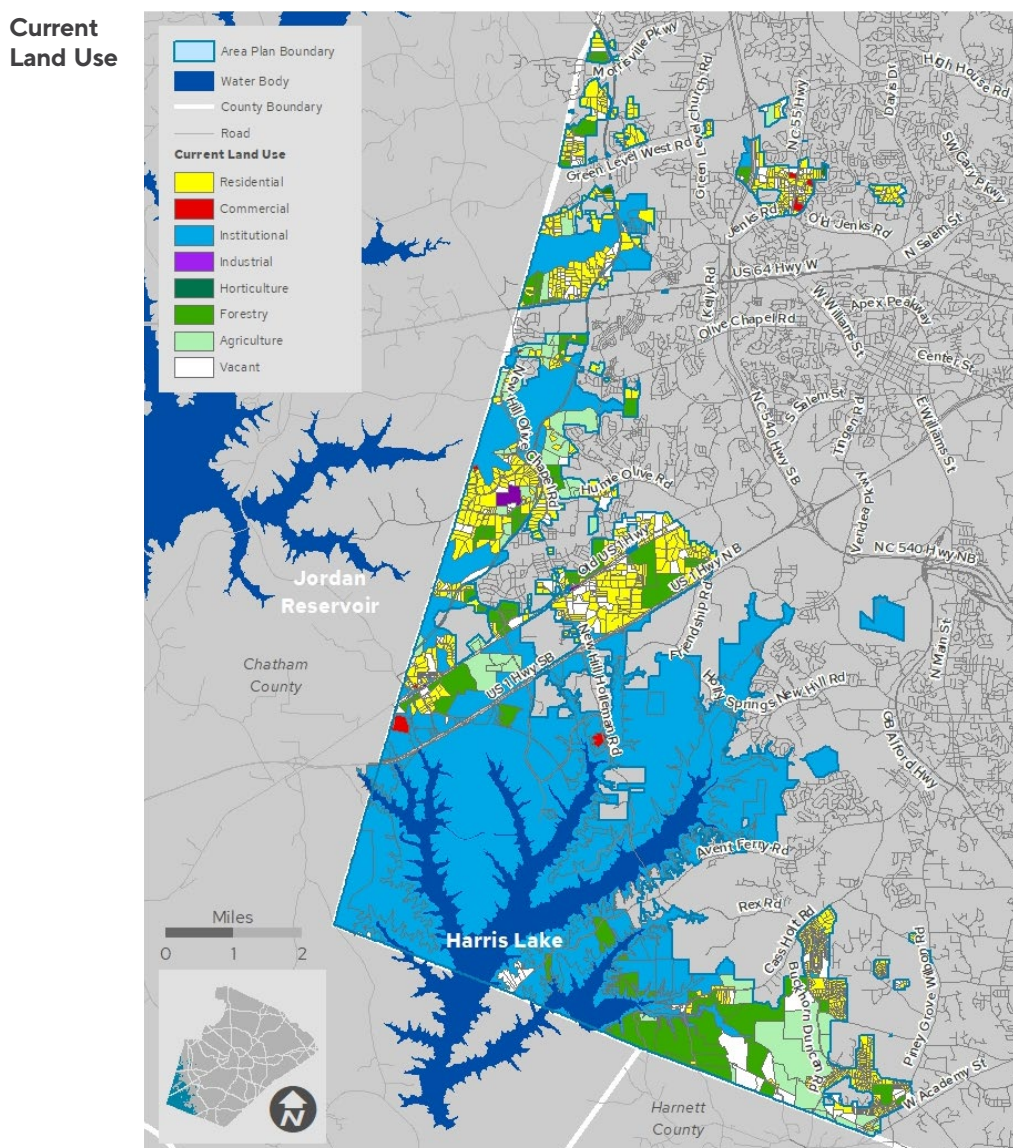 Current
Land Use
Area Plan Boundary
Water Body
County Boundary
Road
Current Land Use
Residential
Commercial
Institutional
Industrial
Horticulture
Forestry
Agriculture
Vacant
Morrisville Pkwy
Green Level Church Rd
NC 55 Hwy
Davis Dr
High House Rd
Green Level West Rd
SW Cary Pkwy
Jenks Rd
Old Jenks Rd
N Salem St
US 64 Hwy W
Kelly Rd
Olive Chapel Rd
W Williams St
Apex Peakway
Center St
New Hill Olive Chapel Rd
S Salem St
NC 540 Hwy SB
Tingen Rd
E Williams St
Humie Olive Rd
Veridea Pkwy
Old US 1 Hwy
US 1 Hwy NB
NC 540 Hwy NB
Jordan
Reservoir
Friendship Rd
Chatham
County
New Hill Holleman Rd
US 1 Hwy SB
Holly Springs New Hill Rd
N Main St
GB Alford Hwy
Avent Ferry Rd
Rex Rd
Cass Holt Rd
Miles
0 1 2
Harris Lake
Buckhorn Duncan Rd
Piney Grove Wilbon Rd
W Academy St
N
Harnett
County